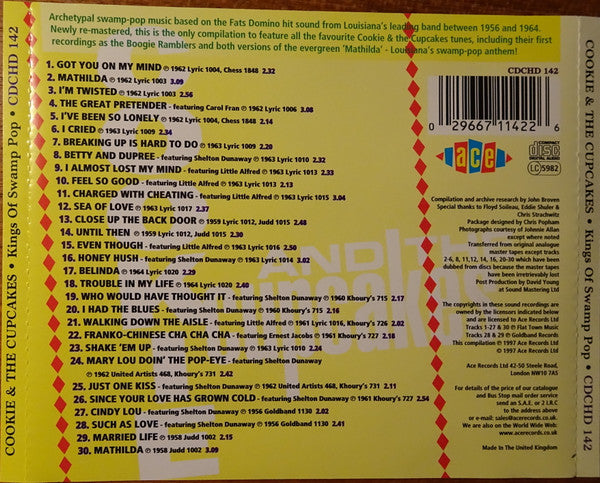 COOKIE & THE CUPCAKES • Kings Of Swamp Pop • CDCHD 142
Archetypal swamp-pop music based on the Fats Domino hit sound from Louisiana's leading band between 1956 and 1964.
Newly re-mastered, this is the only compilation to feature all the favourite Cookie & the Cupcakes tunes, including their first
recordings as the Boogie Ramblers and both versions of the evergreen 'Mathilda' - Louisiana's swamp-pop anthem!
1. GOT YOU ON MY MIND ℗ 1962 Lyric 1004, Chess 1848 2.32
2. MATHILDA ℗ 1962 Lyric 1003 3.09
3. I'M TWISTED ℗ 1962 Lyric 1003 2.56
4. THE GREAT PRETENDER - featuring Carol Fran ℗ 1962 Lyric 1006 3.08
5. I'VE BEEN SO LONELY ℗ 1962 Lyric 1004, Chess 1848 2.14
6. I CRIED ℗ 1963 Lyric 1009 2.34
7. BREAKING UP IS HARD TO DO ℗ 1963 Lyric 1009 2.20
8. BETTY AND DUPREE - featuring Shelton Dunaway ℗ 1963 Lyric 1010 2.32
9. I ALMOST LOST MY MIND - featuring Little Alfred ℗ 1963 Lyric 1013 2.13
10. FEEL SO GOOD - featuring Little Alfred ℗ 1963 Lyric 1013 2.13
11. CHARGED WITH CHEATING - featuring Little Alfred ℗ 1963 Lyric 1015 3.04
12. SEA OF LOVE ℗ 1963 Lyric 1017 2.37
13. CLOSE UP THE BACK DOOR ℗ 1959 Lyric 1012, Judd 1015 2.48
14. UNTIL THEN ℗ 1959 Lyric 1012, Judd 1015 2.30
15. EVEN THOUGH - featuring Little Alfred ℗ 1963 Lyric 1016 2.50
16. HONEY HUSH - featuring Shelton Dunaway ℗ 1963 Lyric 1014 3.02
17. BELINDA ℗ 1964 Lyric 1020 2.29
18. TROUBLE IN MY LIFE ℗ 1964 Lyric 1020 2.40
19. WHO WOULD HAVE THOUGHT IT - featuring Shelton Dunaway ℗ 1960 Khoury's 715 2.17
20. I HAD THE BLUES - featuring Shelton Dunaway ℗ 1960 Khoury's 715 2.16
21. WALKING DOWN THE AISLE - featuring Little Alfred ℗ 1961 Lyric 1016, Khoury's 726 2.02
22. FRANKO-CHINESE CHA CHA CHA - featuring Ernest Jacobs ℗ 1961 Khoury's 727 2.18
23. SHAKE 'EM UP - featuring Shelton Dunaway ℗ 1963 Lyric 1010 2.24
24. MARY LOU DOIN' THE POP-EYE - featuring Shelton Dunaway
℗ 1962 United Artists 468, Khoury's 731 2.11
25. JUST ONE KISS - featuring Shelton Dunaway ℗ 1962 United Artists 468, Khoury's 731 2.11
26. SINCE YOUR LOVE HAS GROWN COLD - featuring Shelton Dunaway ℗ 1961 Khoury's 727 2.54
27. CINDY LOU - featuring Shelton Dunaway ℗ 1956 Goldband 1130 2.02
28. SUCH AS LOVE - featuring Shelton Dunaway ℗ 1956 Goldband 1130 2.41
29. MARRIED LIFE ℗ 1958 Judd 1002 2.21
30. MATHILDA ℗ 1958 Judd 1002 3.09
CDCHD 142
0 29667 11422 6
ace
COMPACT
disc
DIGITAL AUDIO
LC 5982
Compilation and archive research by John Broven
Special thanks to Floyd Soileau, Eddie Shuler &
Chris Strachwitz
Package designed by Chris Popham
Photographs courtesy of Johnnie Allan
except where noted
Transferred from original analogue
master tapes except tracks
2-6, 8, 11,12, 14, 16, 20-30 which have been
dubbed from discs because the master tapes
have been irretrievably lost
Post Production by David Young
at Sound Mastering Ltd
The copyrights in these sound recordings are
owned by the licensors indicated below
and are licensed to Ace Records Ltd
Tracks 1-27 & 30 ℗ Flat Town Music
Tracks 28 & 29 ℗ Goldband Records
This compilation ℗ 1997 Ace Records Ltd
© 1997 Ace Records Ltd
Ace Records Ltd 42-50 Steele Road,
London NW10 7AS
For details of the price of our catalogue
and Bus Stop mail order service
send an S.A.E. or 2 I.R.C
to the address above
or e mail: sales@acerecords.co.uk
We are also on the World Wide Web:
www.acerecords.co.uk
Made In The United Kingdom
COOKIE & THE CUPCAKES • Kings Of Swamp Pop • CDCHD 142